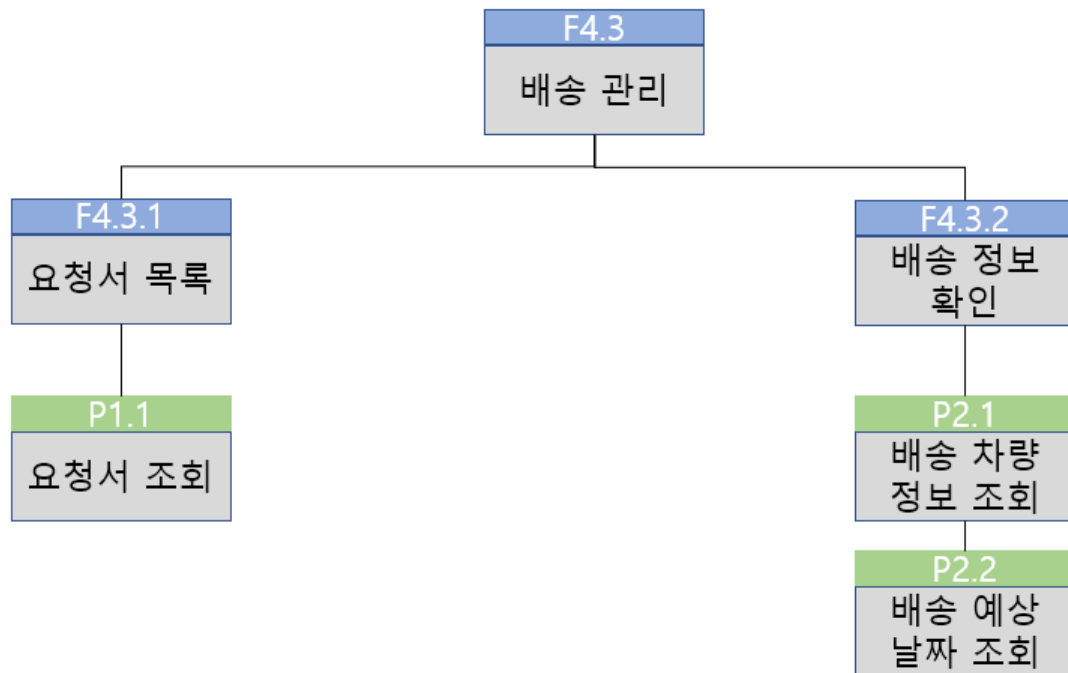 F4.3
배송 관리
F4.3.1
요청서 목록
F4.3.2
배송 정보
확인
P1.1
요청서 조회
P2.1
배송 차량
정보 조회
P2.2
배송 예상
날짜 조회